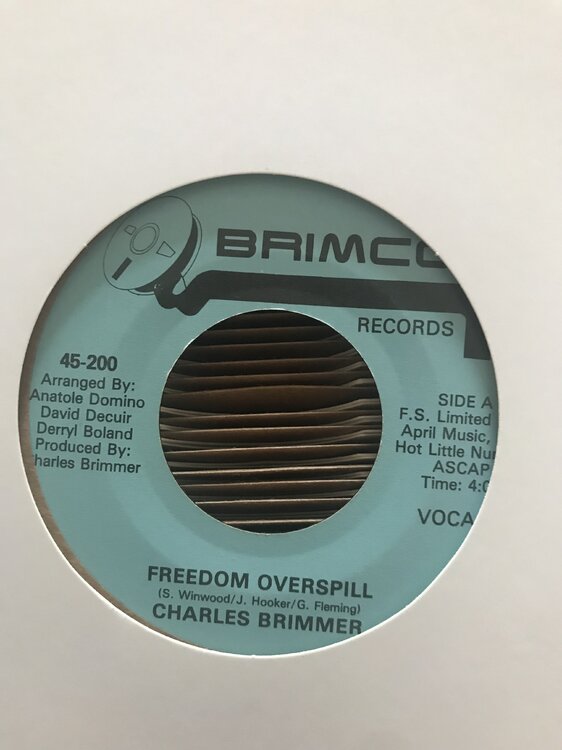 BRIMCO
RECORDS
45-200
Arranged By:
Anatole Domino
David Decuir
Derryl Boland
Produced By:
harles Brimmer
SIDE A
F.S. Limited
April Music,
Hot Little Nu
ASCAP
Time: 4:
VOCA
FREEDOM OVERSPILL
(S. Winwood/J. Hooker/G. Fleming)
CHARLES BRIMMER